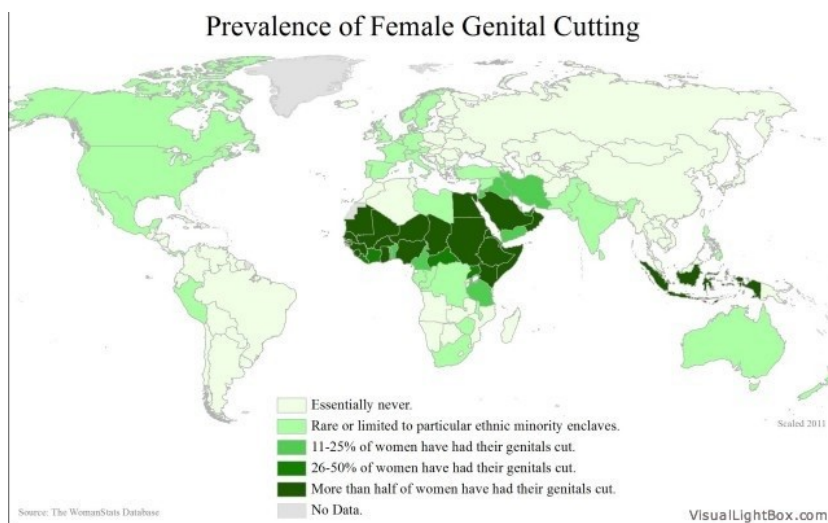 Prevalence of Female Genital Cutting
Essentially never.
Rare or limited to particular ethnic minority enclaves.
Scaled 2011
11-25% of women have had their genitals cut.
26-50% of women have had their genitals cut.
More than half of women have had their genitals cut.
No Data.
Source: The WomanStats Database
VisualLightBox.com